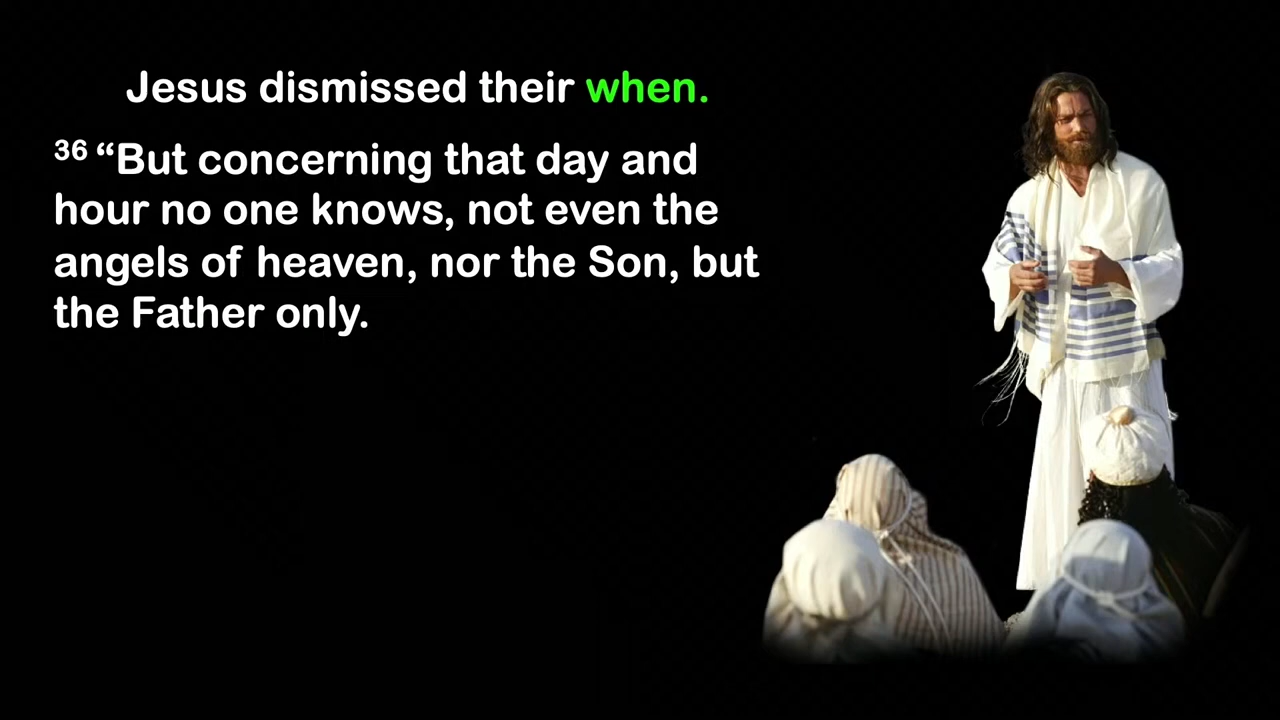 Jesus dismissed their when.
36 “But concerning that day and
hour no one knows, not even the
angels of heaven, nor the Son, but
the Father only.